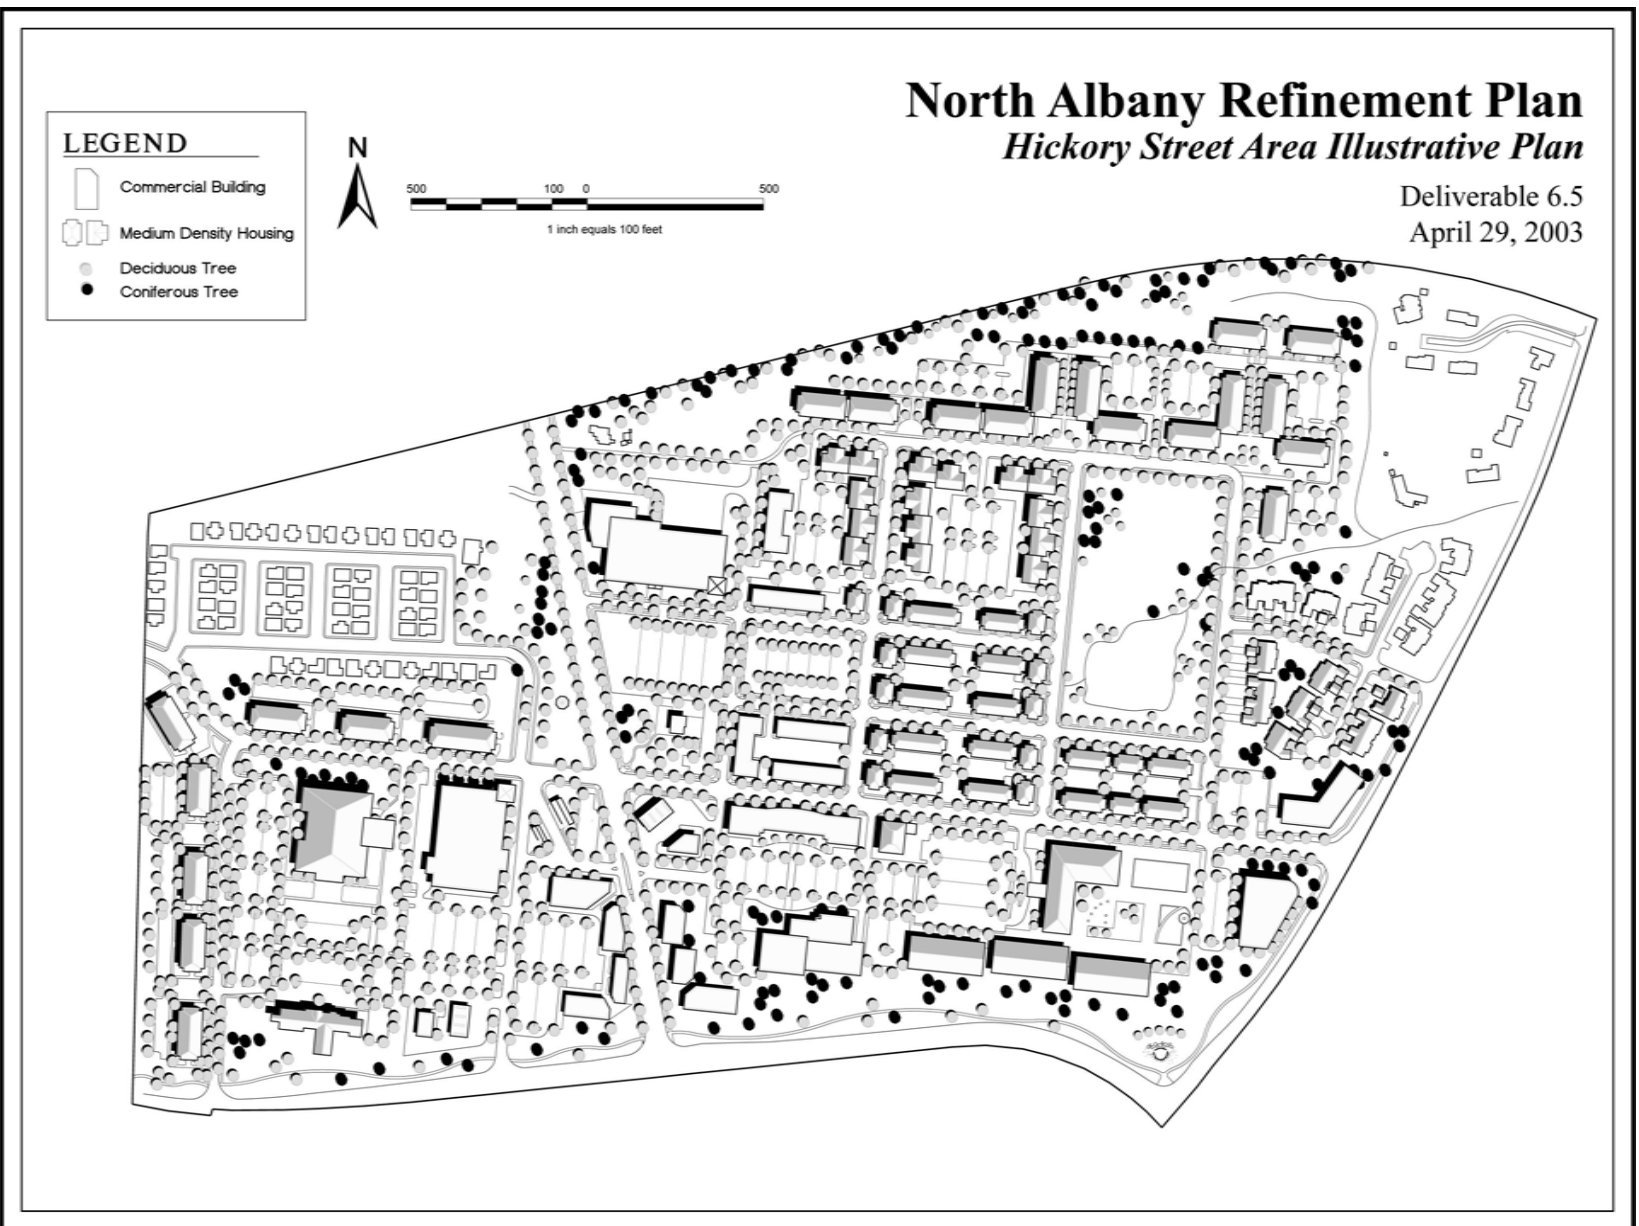 North Albany Refinement Plan
Hickory Street Area Illustrative Plan
Deliverable 6.5
April 29, 2003
LEGEND
Commercial Building
Medium Density Housing
Deciduous Tree
Coniferous Tree
N
500 100 0 500
1 inch equals 100 feet